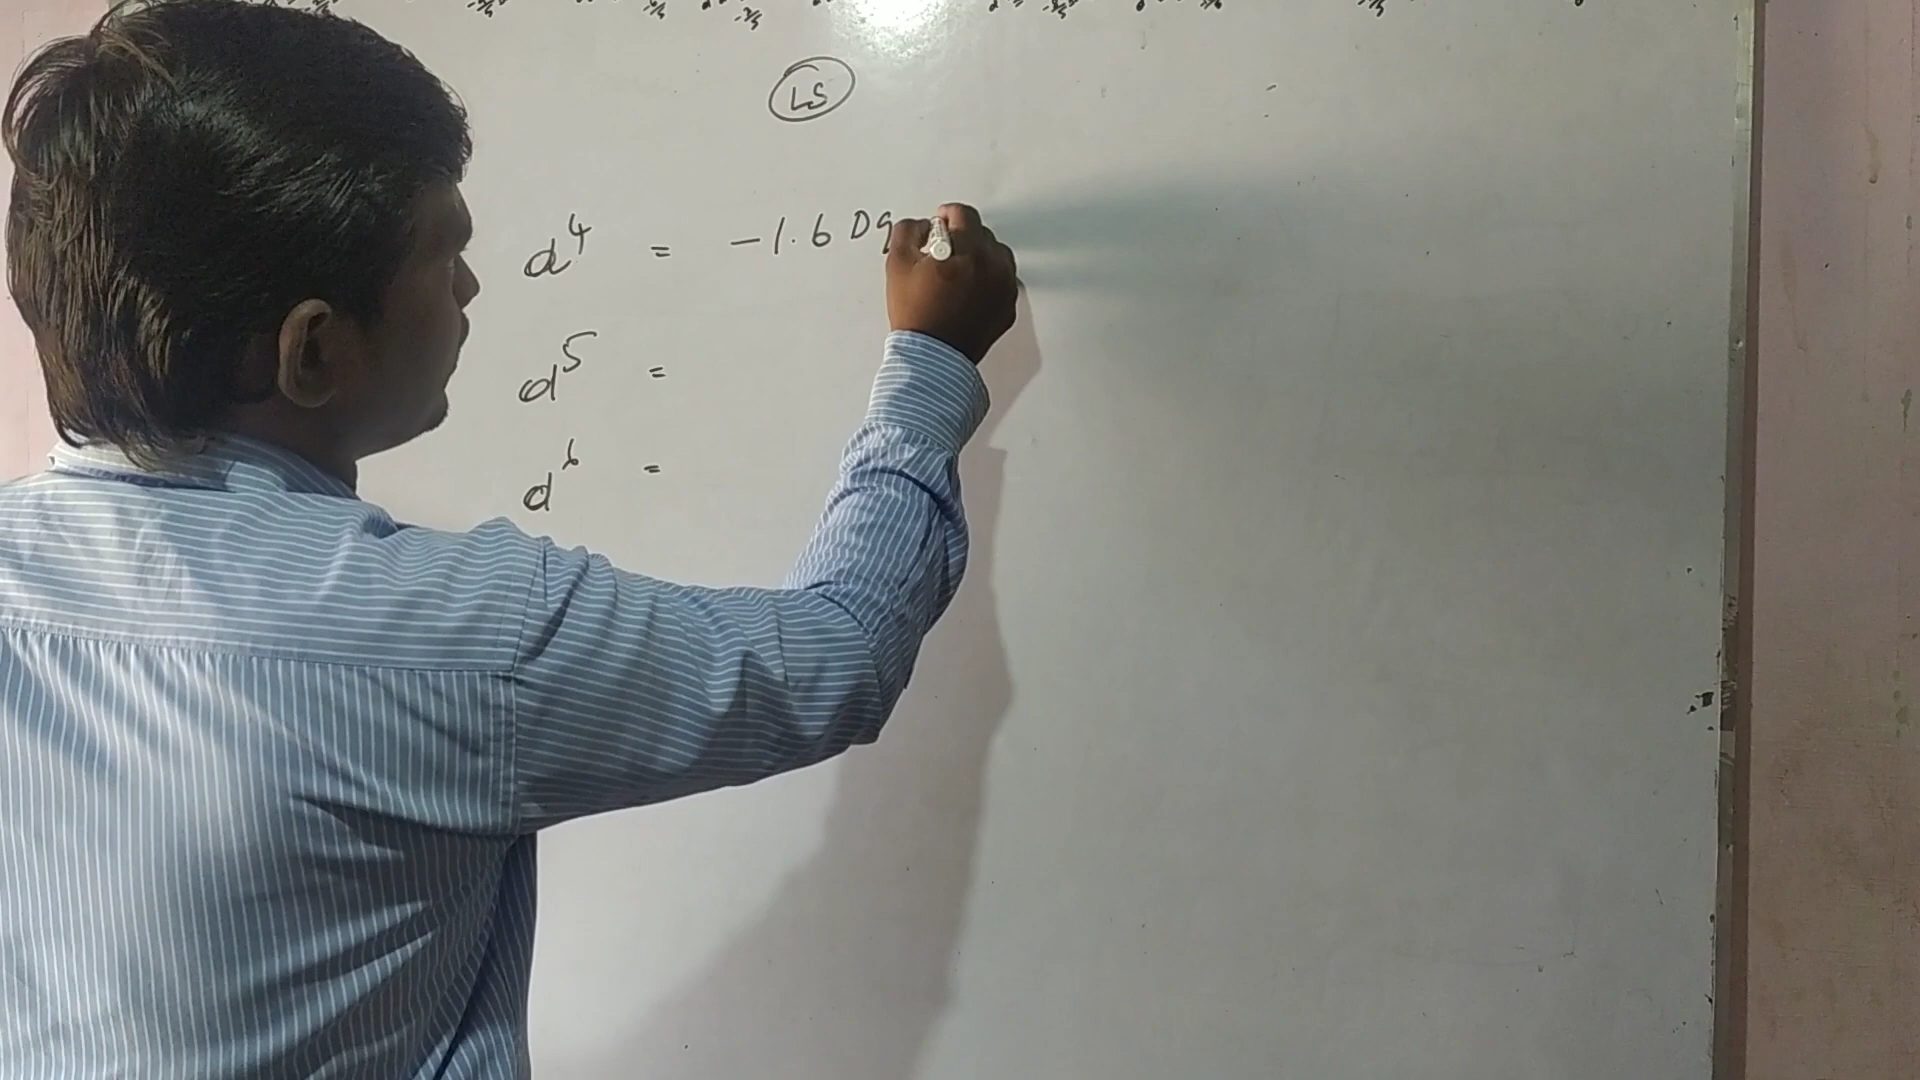 LS
d⁴ = -1.6 Dq
d⁵ =
d⁶ =